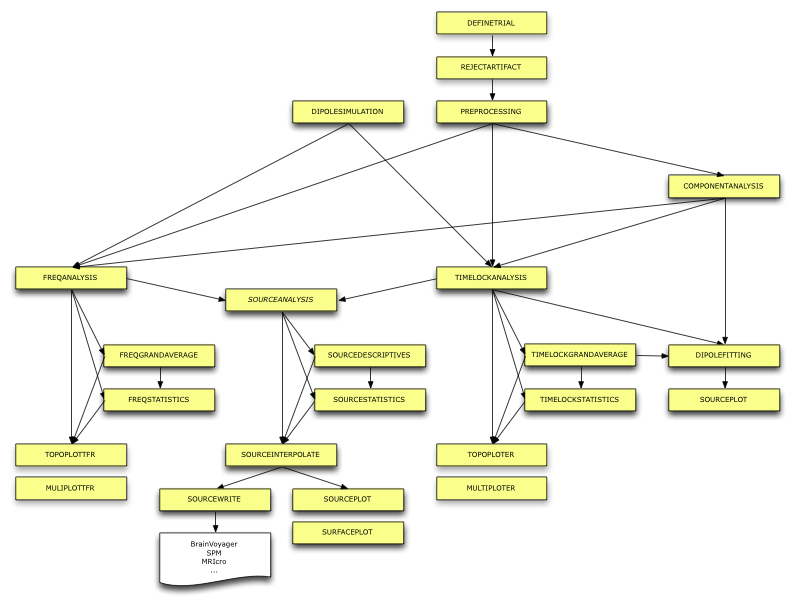 DEFINETRIAL
REJECTARTIFACT
DIPOLESIMULATION
PREPROCESSING
COMPONENTANALYSIS
FREQANALYSIS
TIMELOCKANALYSIS
SOURCEANALYSIS
FREQGRANDAVERAGE
SOURCEDESCRIPTIVES
TIMELOCKGRANDAVERAGE
DIPOLEFITTING
FREQSTATISTICS
SOURCESTATISTICS
TIMELOCKSTATISTICS
SOURCEPLOT
TOPOPLOTTFR
SOURCEINTERPOLATE
TOPOPLOTER
MULIPLOTTFR
MULTIPLOTER
SOURCEWRITE
SOURCEPLOT
SURFACEPLOT
BrainVoyager
SPM
MRIcro
...